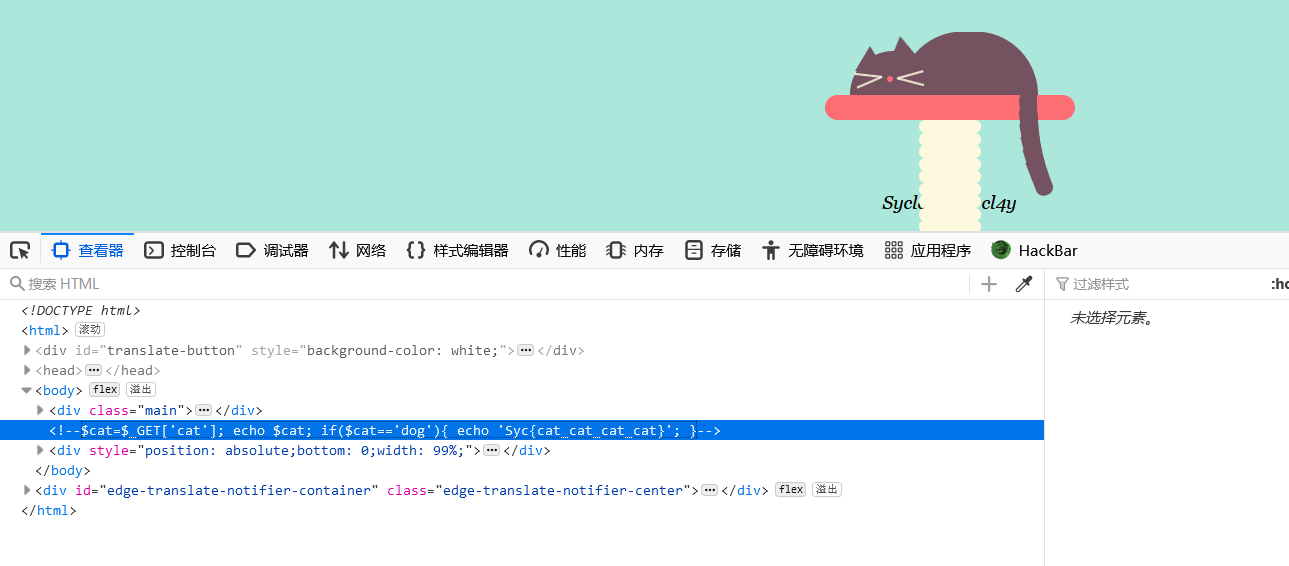 Sycl cl4y
查看器 控制台 调试器 网络 样式编辑器 性能 内存 存储 无障碍环境 应用程序 HackBar
搜索 HTML
过滤样式 :ho
<!DOCTYPE html>
<html> 滚动
<div id="translate-button" style="background-color: white;">…</div>
<head>…</head>
<body> flex 溢出
<div class="main">…</div>
<!--$cat=$_GET['cat']; echo $cat; if($cat=='dog'){ echo 'Syc{cat_cat_cat_cat}'; }-->
<div style="position: absolute;bottom: 0;width: 99%;">…</div>
</body>
<div id="edge-translate-notifier-container" class="edge-translate-notifier-center">…</div> flex 溢出
</html>
未选择元素。